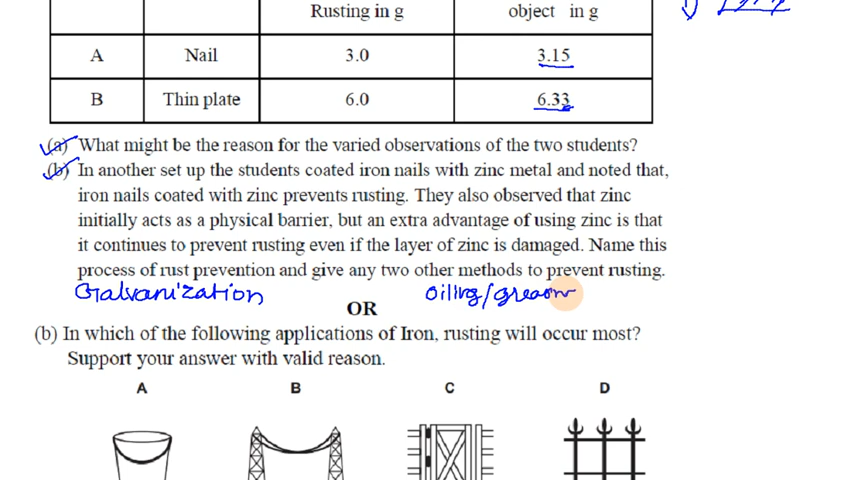 Rusting in g object in g
A Nail 3.0 3.15
B Thin plate 6.0 6.33
(a) What might be the reason for the varied observations of the two students?
(b) In another set up the students coated iron nails with zinc metal and noted that,
iron nails coated with zinc prevents rusting. They also observed that zinc
initially acts as a physical barrier, but an extra advantage of using zinc is that
it continues to prevent rusting even if the layer of zinc is damaged. Name this
process of rust prevention and give any two other methods to prevent rusting.
Galvanization oiling/
OR
(b) In which of the following applications of Iron, rusting will occur most?
Support your answer with valid reason.
A B C D